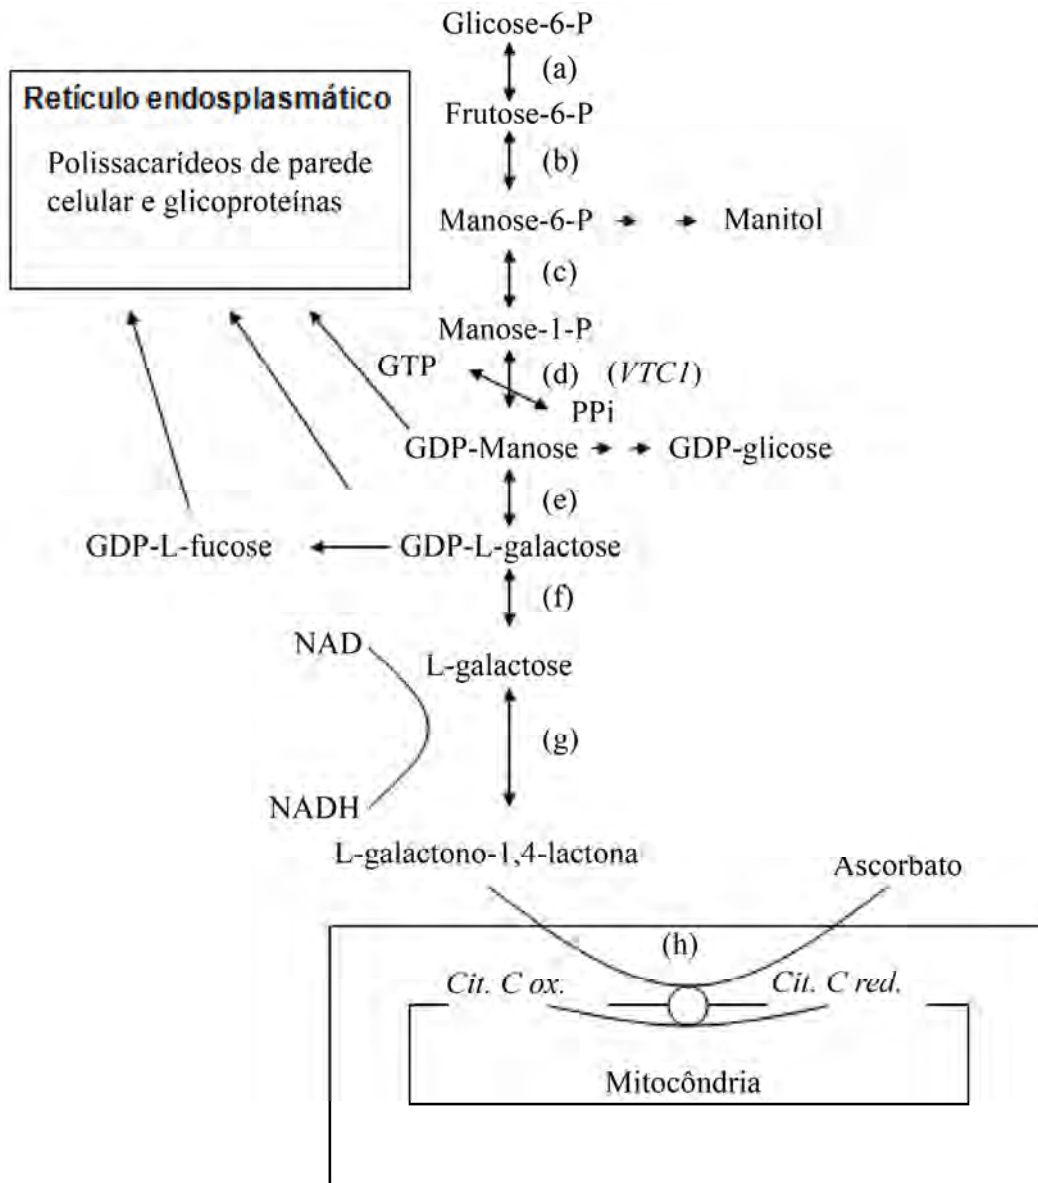 Glicose-6-P
(a)
Retículo endosplasmático
Frutose-6-P
Polissacarídeos de parede
celular e glicoproteínas
(b)
Manose-6-P
Manitol
(c)
Manose-1-P
GTP
(d)
(VTC1)
PPi
GDP-Manose
GDP-glicose
(e)
GDP-L-fucose
GDP-L-galactose
(f)
NAD
L-galactose
(g)
NADH
L-galactono-1,4-lactona
Ascorbato
(h)
Cit. C ox.
Cit. C red.
Mitocôndria